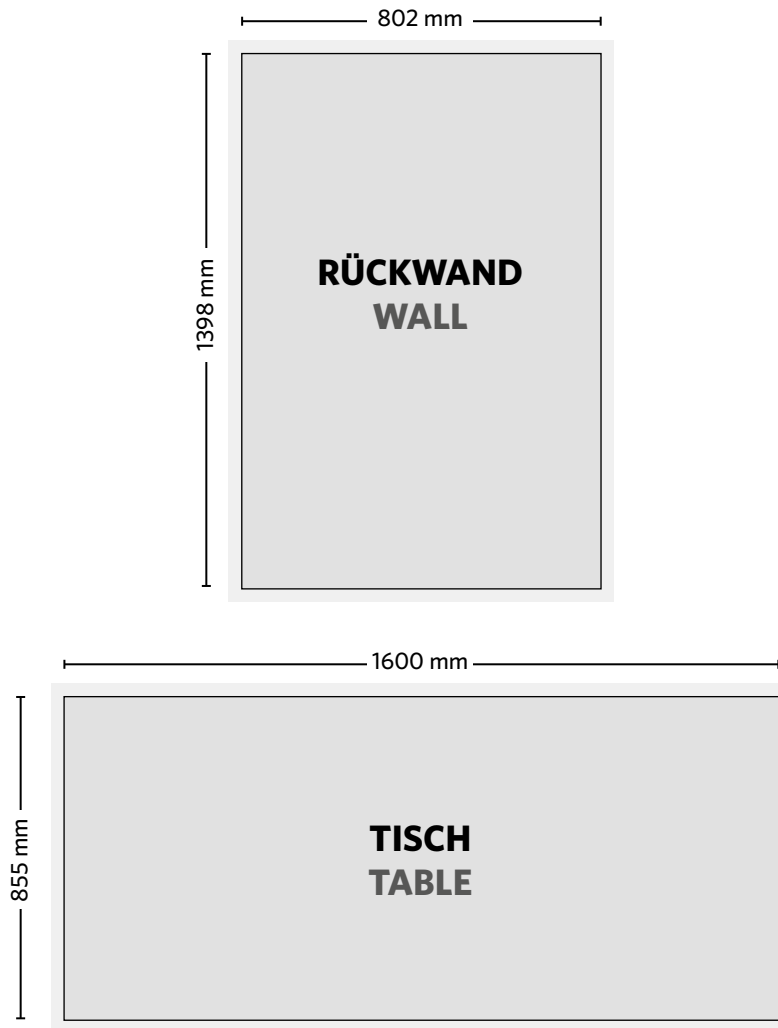 802 mm
1398 mm
RÜCKWAND
WALL
1600 mm
855 mm
TISCH
TABLE